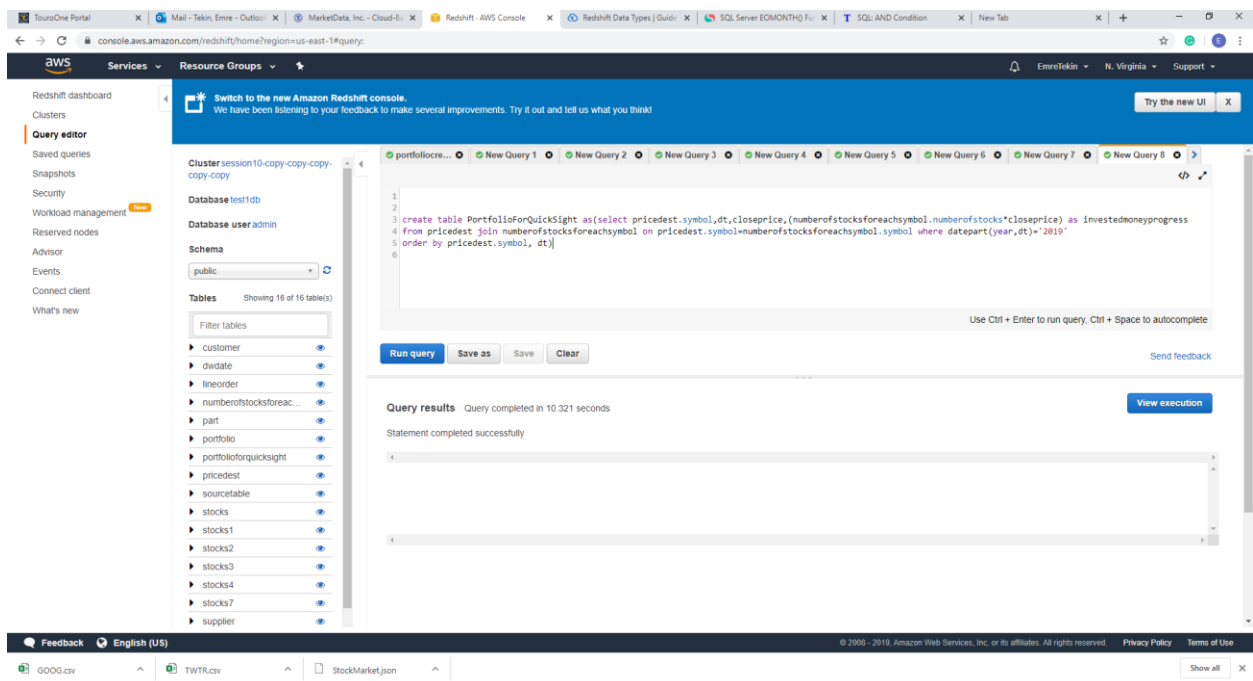 TouroOne Portal
Mail - Tekin, Emre - Outlool
MarketData, Inc. - Cloud-Ba
Redshift - AWS Console
Redshift Data Types | Guide
SQL Server EOMONTH() Fu
SQL: AND Condition
New Tab
console.aws.amazon.com/redshift/home?region=us-east-1#query:
E
aws
Services
Resource Groups
EmreTekin
N. Virginia
Support
Redshift dashboard
Clusters
Query editor
Saved queries
Snapshots
Security
Workload management New
Reserved nodes
Advisor
Events
Connect client
What's new
Switch to the new Amazon Redshift console.
We have been listening to your feedback to make several improvements. Try it out and tell us what you think!
Try the new UI
X
Cluster session10-copy-copy-copy-
copy-copy
Database test1db
Database user admin
Schema
public
Tables Showing 16 of 16 table(s)
Filter tables
customer
dwdate
lineorder
numberofstocksforeac...
part
portfolio
portfolioforquicksight
pricedest
sourcetable
stocks
stocks1
stocks2
stocks3
stocks4
stocks7
supplier
portfoliocre...
New Query 1
New Query 2
New Query 3
New Query 4
New Query 5
New Query 6
New Query 7
New Query 8
1
2
3 create table PortfolioForQuickSight as(select pricedest.symbol,dt,closeprice,(numberofstocksforeachsymbol.numberofstocks*closeprice) as investedmoneyprogress
4 from pricedest join numberofstocksforeachsymbol on pricedest.symbol=numberofstocksforeachsymbol.symbol where datepart(year,dt)='2019'
5 order by pricedest.symbol, dt)
6
Use Ctrl + Enter to run query, Ctrl + Space to autocomplete
Run query
Save as
Save
Clear
Send feedback
Query results Query completed in 10.321 seconds
View execution
Statement completed successfully
Feedback
English (US)
© 2008 - 2019, Amazon Web Services, Inc. or its affiliates. All rights reserved.
Privacy Policy
Terms of Use
GOOG.csv
TWTR.csv
StockMarket.json
Show all